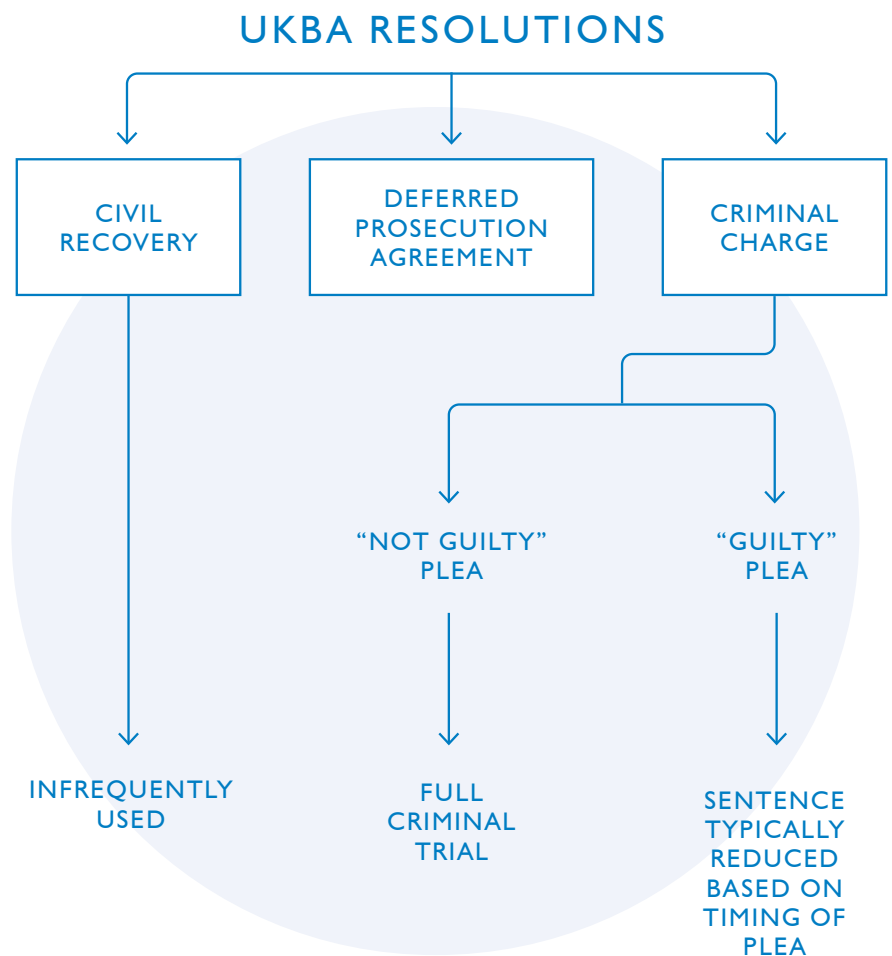 UKBA RESOLUTIONS
CIVIL
RECOVERY
DEFERRED
PROSECUTION
AGREEMENT
CRIMINAL
CHARGE
“NOT GUILTY”
PLEA
“GUILTY”
PLEA
INFREQUENTLY
USED
FULL
CRIMINAL
TRIAL
SENTENCE
TYPICALLY
REDUCED
BASED ON
TIMING OF
PLEA